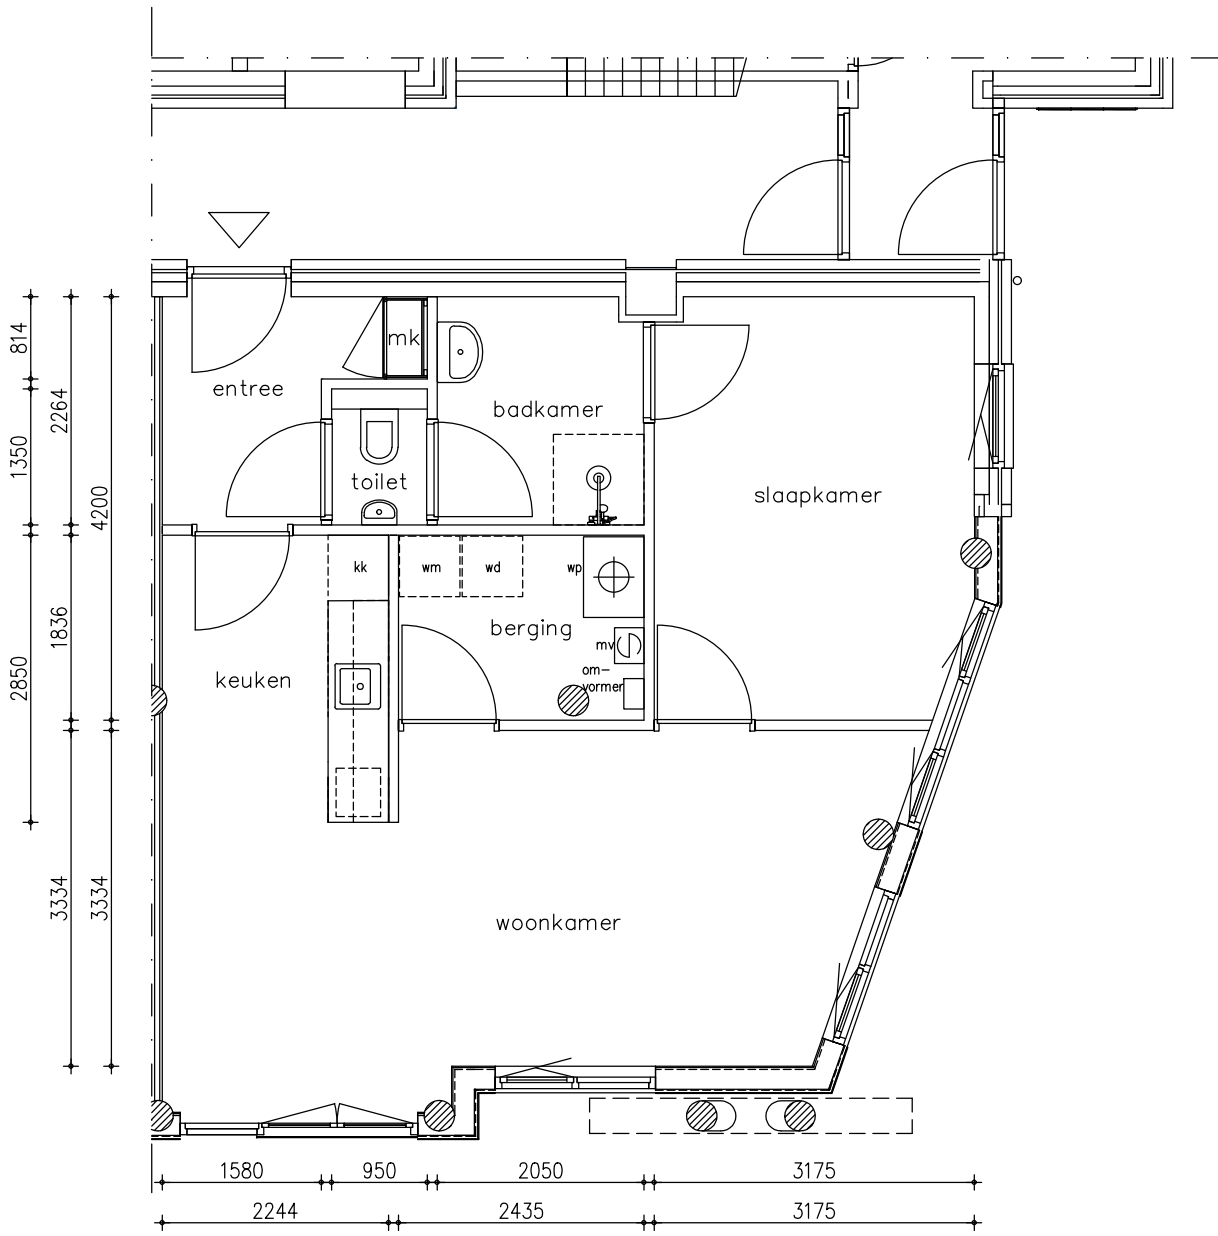 mk
entree
badkamer
toilet
slaapkamer
kk
wm
wd
wp
berging
mv
om-
vormer
keuken
woonkamer
814
2264
1350
4200
1836
2850
3334
3334
1580
950
2050
3175
2244
2435
3175